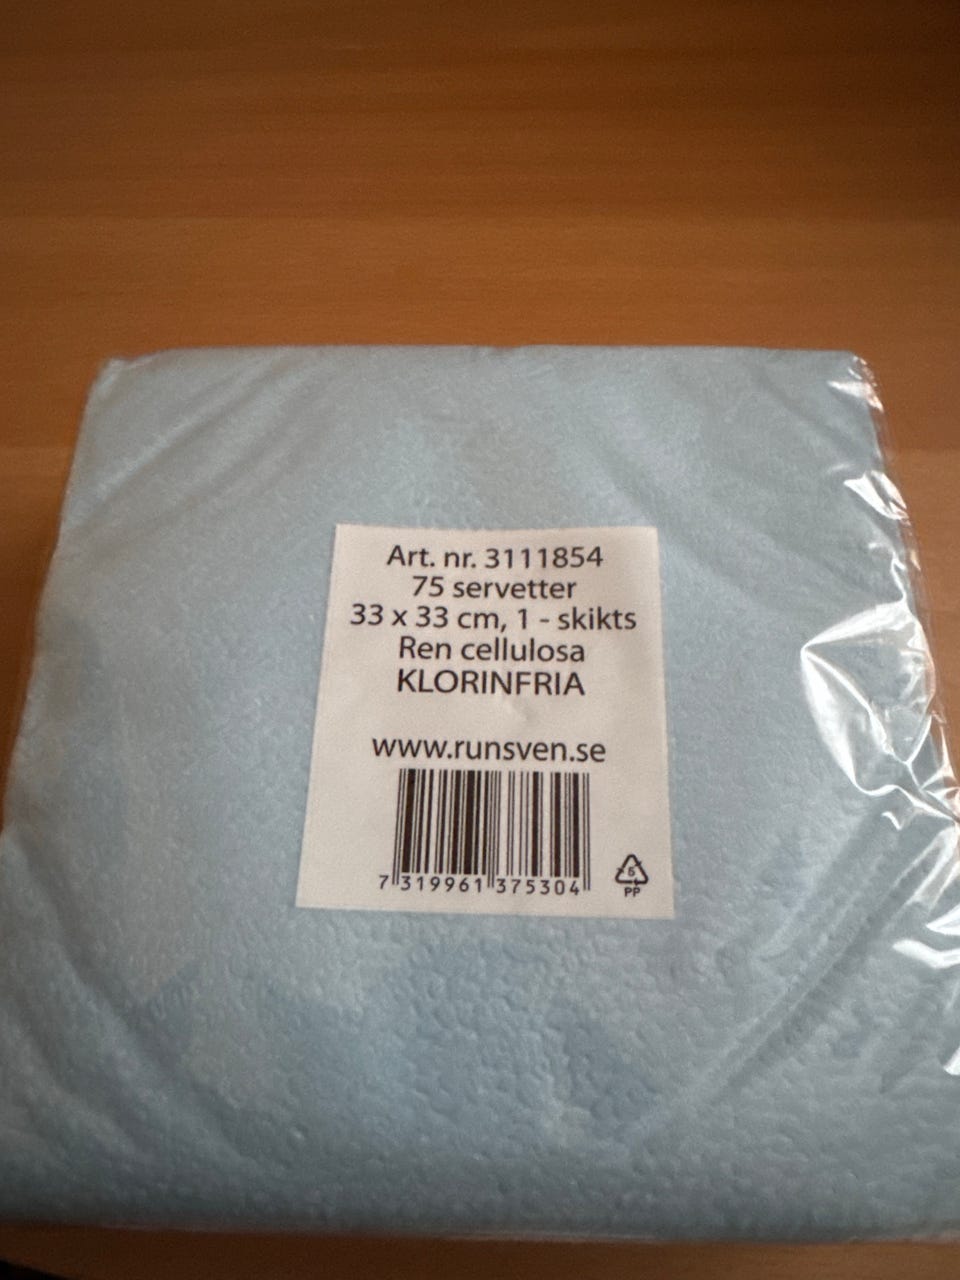 Art. nr. 3111854
75 servetter
33 x 33 cm, 1 - skikts
Ren cellulosa
KLORINFRIA
www.runsven.se
7 319961 375304
5
PP